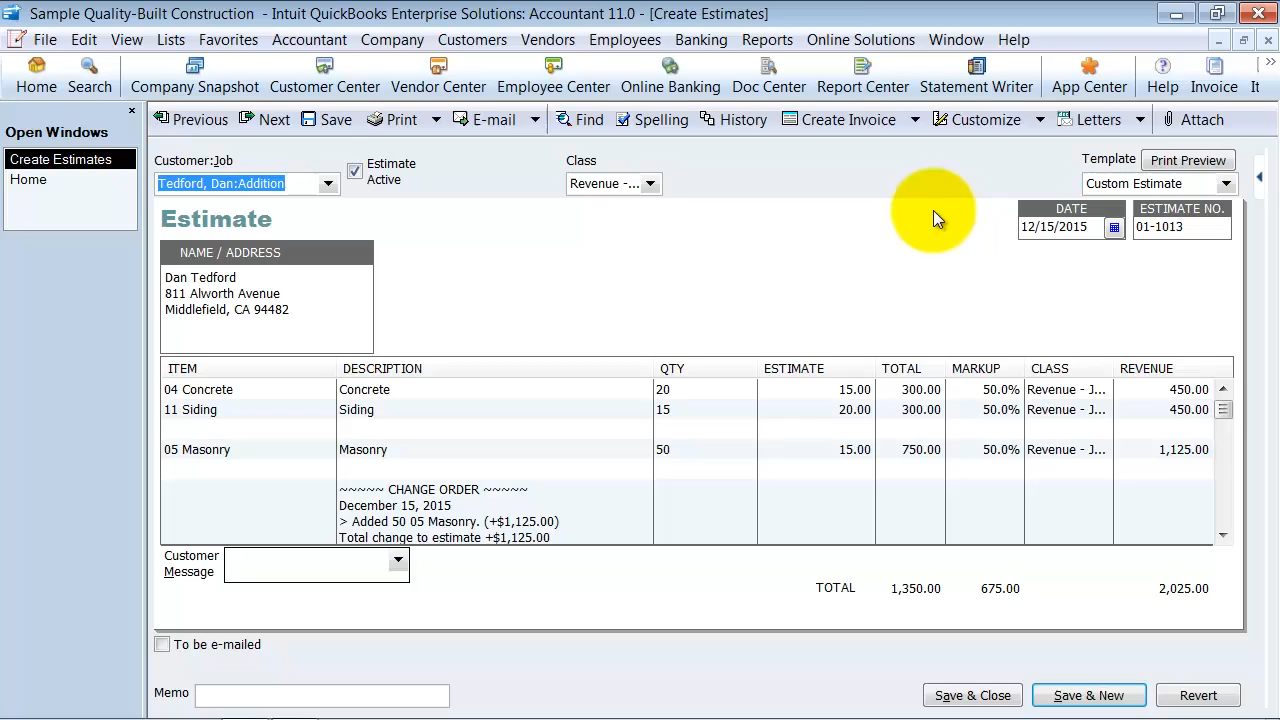 Sample Quality-Built Construction - Intuit QuickBooks Enterprise Solutions: Accountant 11.0 - [Create Estimates]
File Edit View Lists Favorites Accountant Company Customers Vendors Employees Banking Reports Online Solutions Window Help
Home Search Company Snapshot Customer Center Vendor Center Employee Center Online Banking Doc Center Report Center Statement Writer App Center Help Invoice It
Open Windows
Create Estimates
Home
Previous Next Save Print E-mail Find Spelling History Create Invoice Customize Letters Attach
Customer:Job
Tedford, Dan:Addition
Estimate
Active
Class
Revenue -...
Template
Print Preview
Custom Estimate
Estimate
DATE
12/15/2015
ESTIMATE NO.
01-1013
NAME / ADDRESS
Dan Tedford
811 Alworth Avenue
Middlefield, CA 94482
ITEM DESCRIPTION QTY ESTIMATE TOTAL MARKUP CLASS REVENUE
04 Concrete Concrete 20 15.00 300.00 50.0% Revenue - J... 450.00
11 Siding Siding 15 20.00 300.00 50.0% Revenue - J... 450.00
05 Masonry Masonry 50 15.00 750.00 50.0% Revenue - J... 1,125.00
~~~~~ CHANGE ORDER ~~~~~
December 15, 2015
> Added 50 05 Masonry. (+$1,125.00)
Total change to estimate +$1,125.00
Customer
Message
TOTAL 1,350.00 675.00 2,025.00
To be e-mailed
Memo
Save & Close
Save & New
Revert